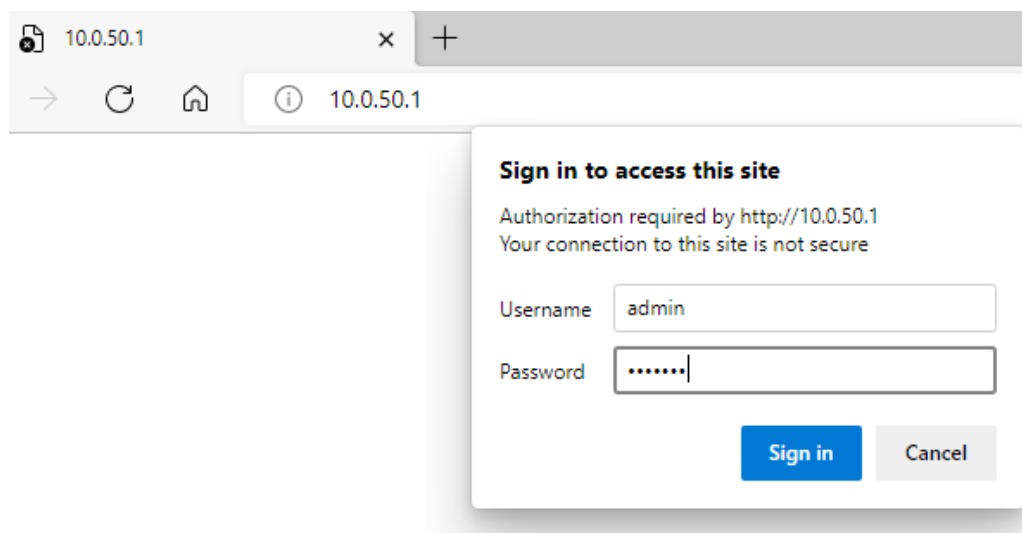 10.0.50.1
10.0.50.1
Sign in to access this site
Authorization required by http://10.0.50.1
Your connection to this site is not secure
Username admin
Password •••••••
Sign in Cancel